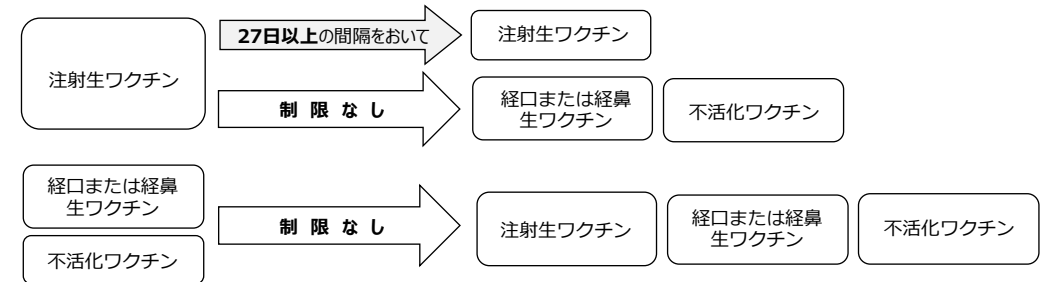 注射生ワクチン
27日以上の間隔をおいて
注射生ワクチン
制 限 な し
経口または経鼻
生ワクチン
不活化ワクチン
経口または経鼻
生ワクチン
不活化ワクチン
制 限 な し
注射生ワクチン
経口または経鼻
生ワクチン
不活化ワクチン